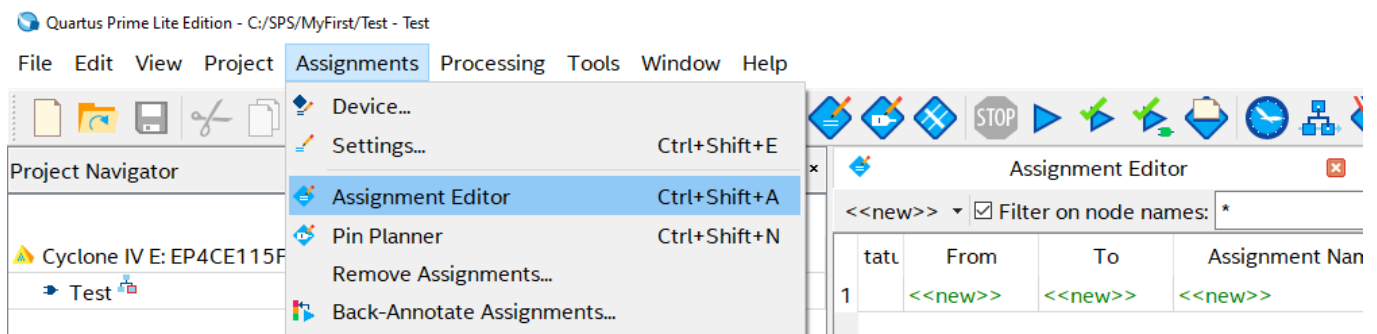 Quartus Prime Lite Edition - C:/SPS/MyFirst/Test - Test
File Edit View Project Assignments Processing Tools Window Help
Device...
STOP
Settings... Ctrl+Shift+E
Project Navigator
Assignment Editor
Assignment Editor Ctrl+Shift+A
<<new>> Filter on node names: *
Pin Planner Ctrl+Shift+N
Cyclone IV E: EP4CE115F
tatu From To Assignment Nam
Remove Assignments...
Test
1 <<new>> <<new>> <<new>>
Back-Annotate Assignments...